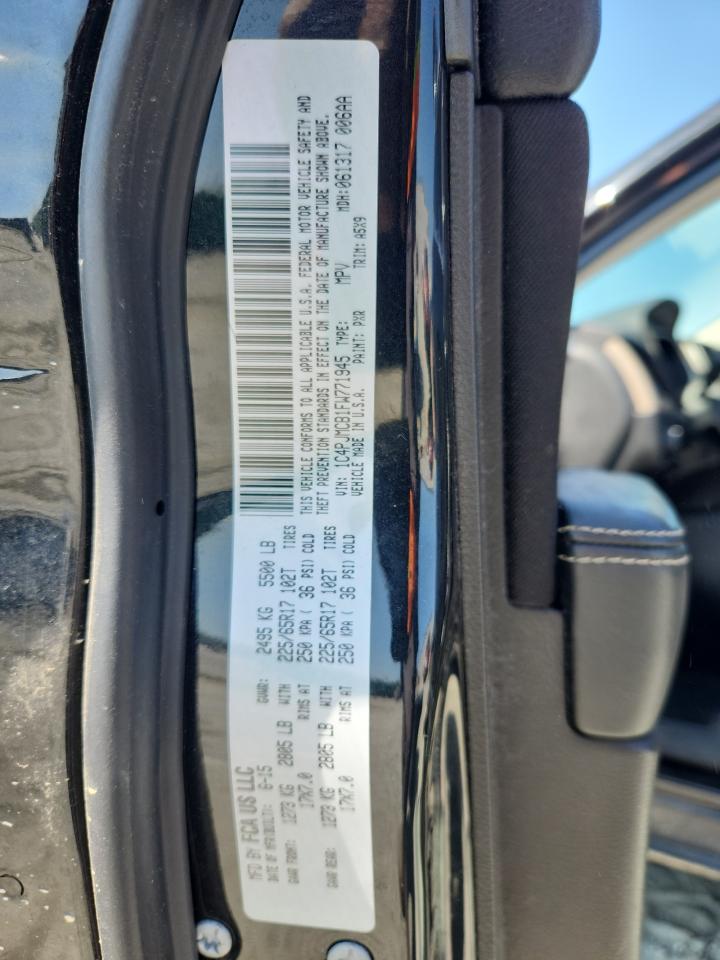 MFD BY FCA US LLC
DATE OF MFR(BUILT): 6-15 GVWR: 2495 KG 5500 LB
GAWR FRONT: 1273 KG 2805 LB WITH 225/65R17 102T TIRES
17X7.0 RIMS AT 250 KPA ( 36 PSI) COLD
GAWR REAR: 1273 KG 2805 LB WITH 225/65R17 102T TIRES
17X7.0 RIMS AT 250 KPA ( 36 PSI) COLD
THIS VEHICLE CONFORMS TO ALL APPLICABLE U.S.A. FEDERAL MOTOR VEHICLE SAFETY AND
THEFT PREVENTION STANDARDS IN EFFECT ON THE DATE OF MANUFACTURE SHOWN ABOVE.
VIN: 1C4PJMCB1FW771945 TYPE: MPV MDH:061317 006AA
VEHICLE MADE IN U.S.A. PAINT: PXR TRIM: A5X9